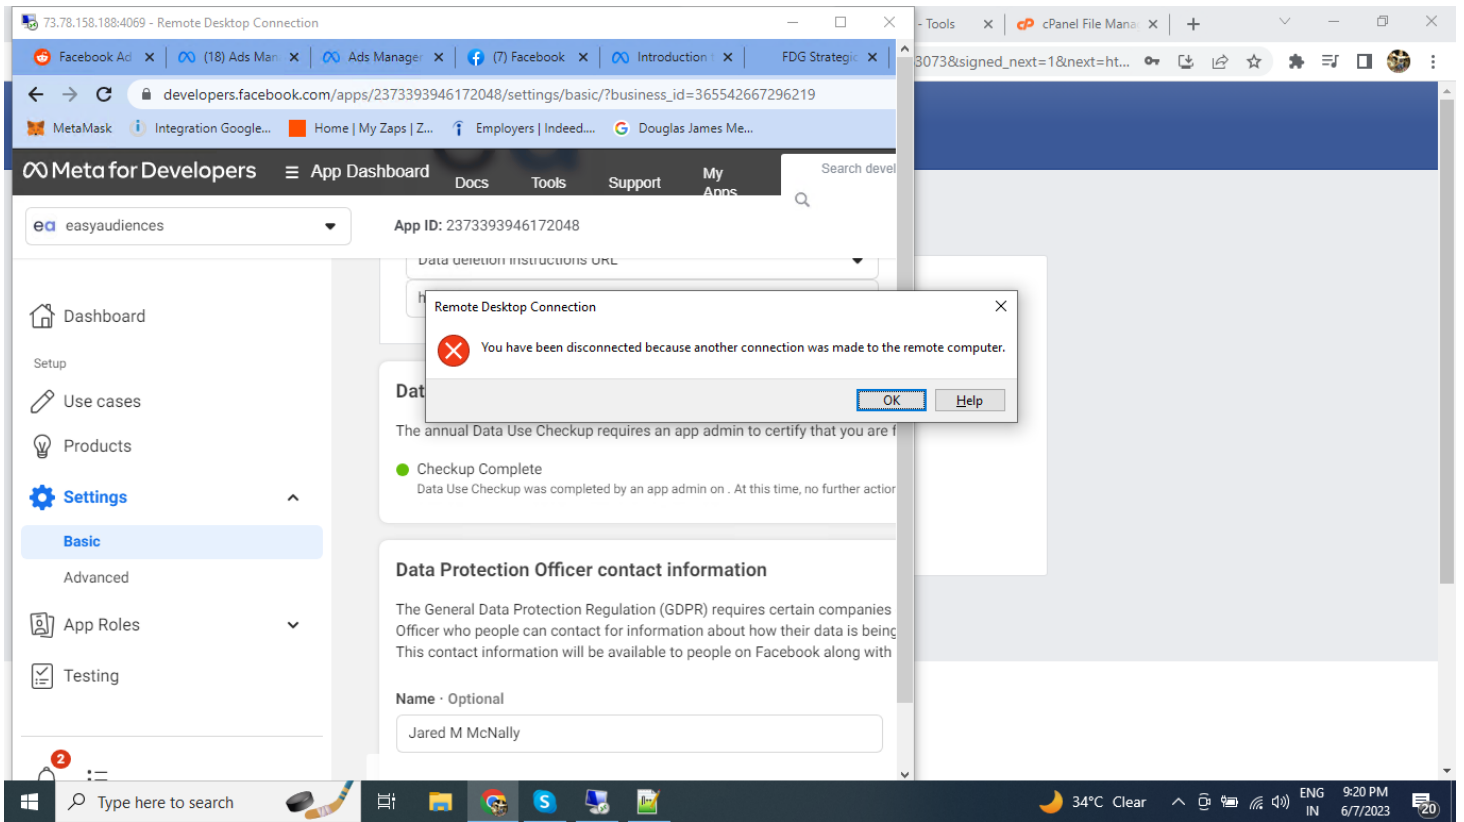 73.78.158.188:4069 - Remote Desktop Connection
- Tools
cPanel File Mana
Facebook Ad
(18) Ads Man
Ads Manager
(7) Facebook
Introduction
FDG Strategic
3073&signed_next=1&next=ht...
developers.facebook.com/apps/2373393946172048/settings/basic/?business_id=365542667296219
MetaMask
Integration Google...
Home | My Zaps | Z...
Employers | Indeed....
Douglas James Me...
Meta for Developers
App Dashboard
Docs
Tools
Support
My Apps
Search devel
ea easyaudiences
App ID: 2373393946172048
Data deletion instructions URL
h
Remote Desktop Connection
You have been disconnected because another connection was made to the remote computer.
OK
Help
Dashboard
Setup
Use cases
Products
Settings
Basic
Advanced
App Roles
Testing
2
Dat
The annual Data Use Checkup requires an app admin to certify that you are f
Checkup Complete
Data Use Checkup was completed by an app admin on . At this time, no further action
Data Protection Officer contact information
The General Data Protection Regulation (GDPR) requires certain companies
Officer who people can contact for information about how their data is being
This contact information will be available to people on Facebook along with
Name · Optional
Jared M McNally
Type here to search
34°C Clear
ENG
IN
9:20 PM
6/7/2023
20